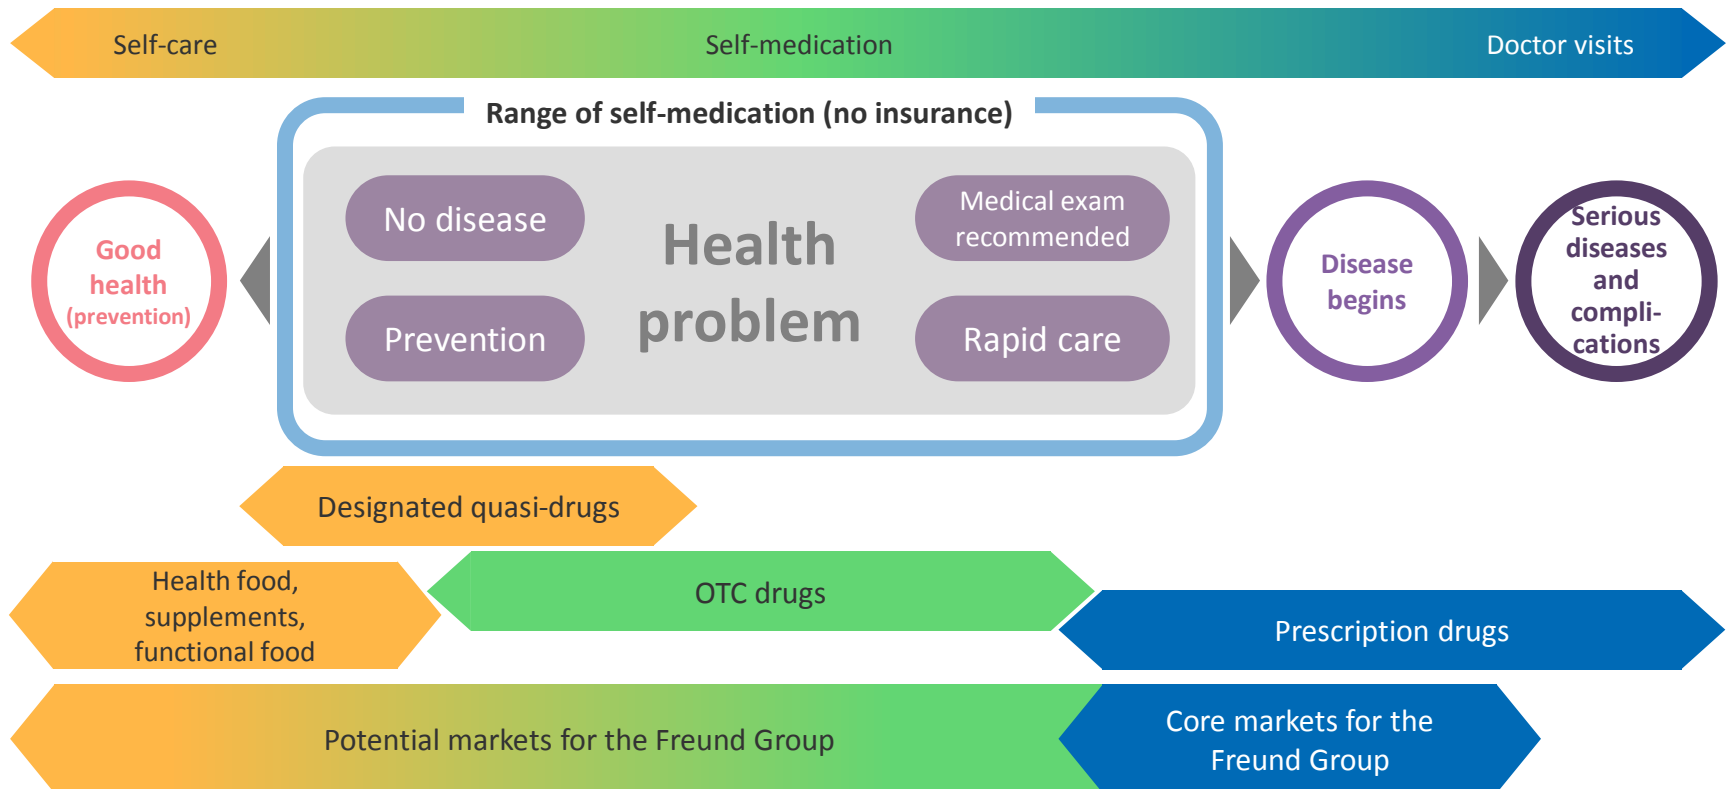 Self-care
Self-medication
Doctor visits
Range of self-medication (no insurance)
Good
health
(prevention)
No disease
Prevention
Health
problem
Medical exam
recommended
Rapid care
Disease
begins
Serious
diseases
and
compli-
cations
Designated quasi-drugs
Health food,
supplements,
functional food
OTC drugs
Prescription drugs
Potential markets for the Freund Group
Core markets for the
Freund Group